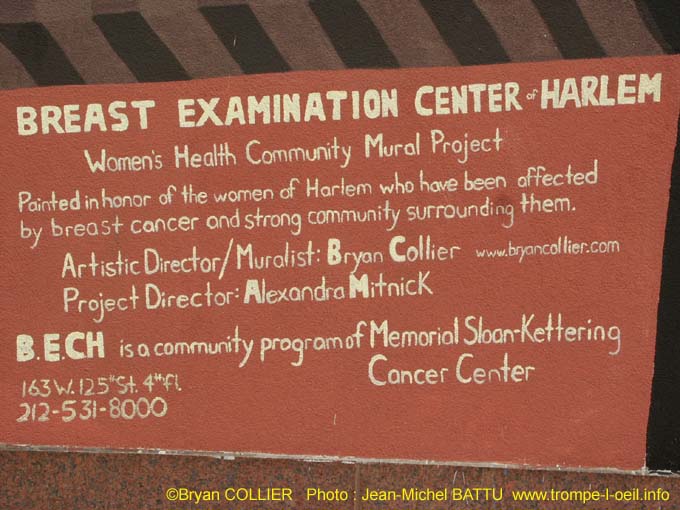 BREAST EXAMINATION CENTER of HARLEM
Women's Health Community Mural Project
Painted in honor of the women of Harlem who have been affected
by breast cancer and strong community surrounding them.
Artistic Director/Muralist: Bryan Collier www.bryancollier.com
Project Director: Alexandra Mitnick
B.E.CH is a community program of Memorial Sloan-Kettering
Cancer Center
163 W. 125th St. 4th fl.
212-531-8000
©Bryan COLLIER Photo : Jean-Michel BATTU www.trompe-l-oeil.info